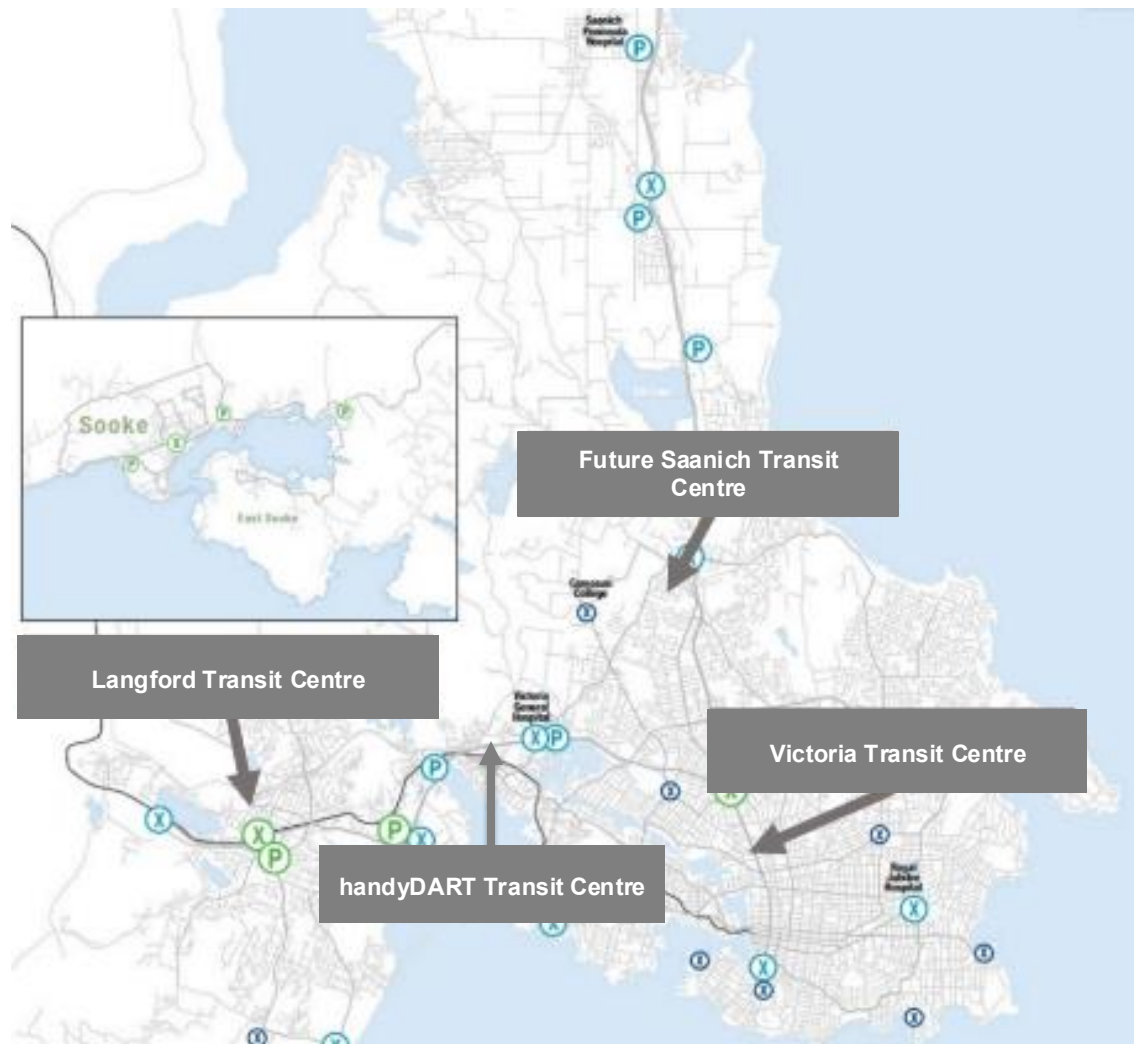 Saanich
Peninsula
Hospital
P
X
P
P
Sooke
P
P
X
P
East Sooke
Future Saanich Transit
Centre
Camosun
College
X
Langford Transit Centre
Victoria
General
Hospital
X P
Victoria Transit Centre
P
X
X
X
P
X
P
X
X
handyDART Transit Centre
Royal
Jubilee
Hospital
X
X
X
X
X
X
X
X